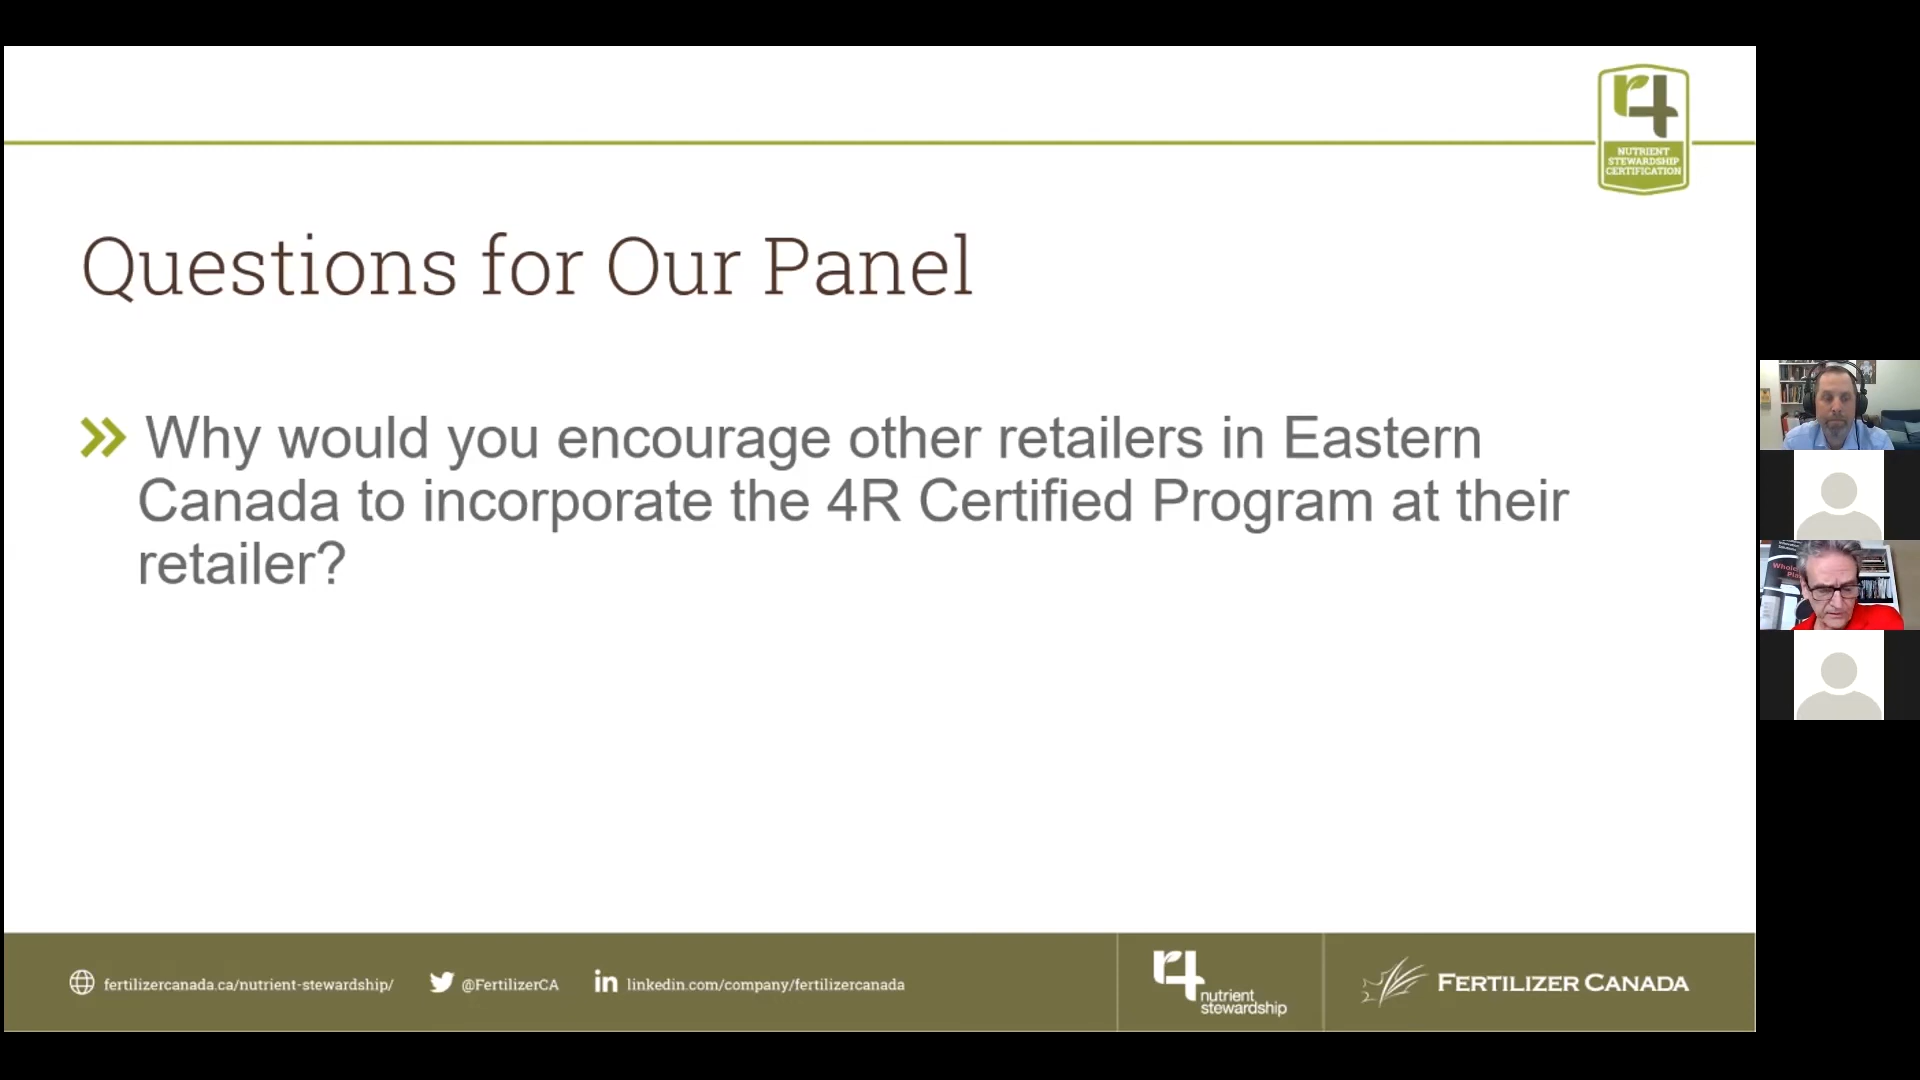 NUTRIENT
STEWARDSHIP
CERTIFICATION
Questions for Our Panel
Why would you encourage other retailers in Eastern
Canada to incorporate the 4R Certified Program at their
retailer?
fertilizercanada.ca/nutrient-stewardship/
@FertilizerCA
linkedin.com/company/fertilizercanada
nutrient
stewardship
FERTILIZER CANADA